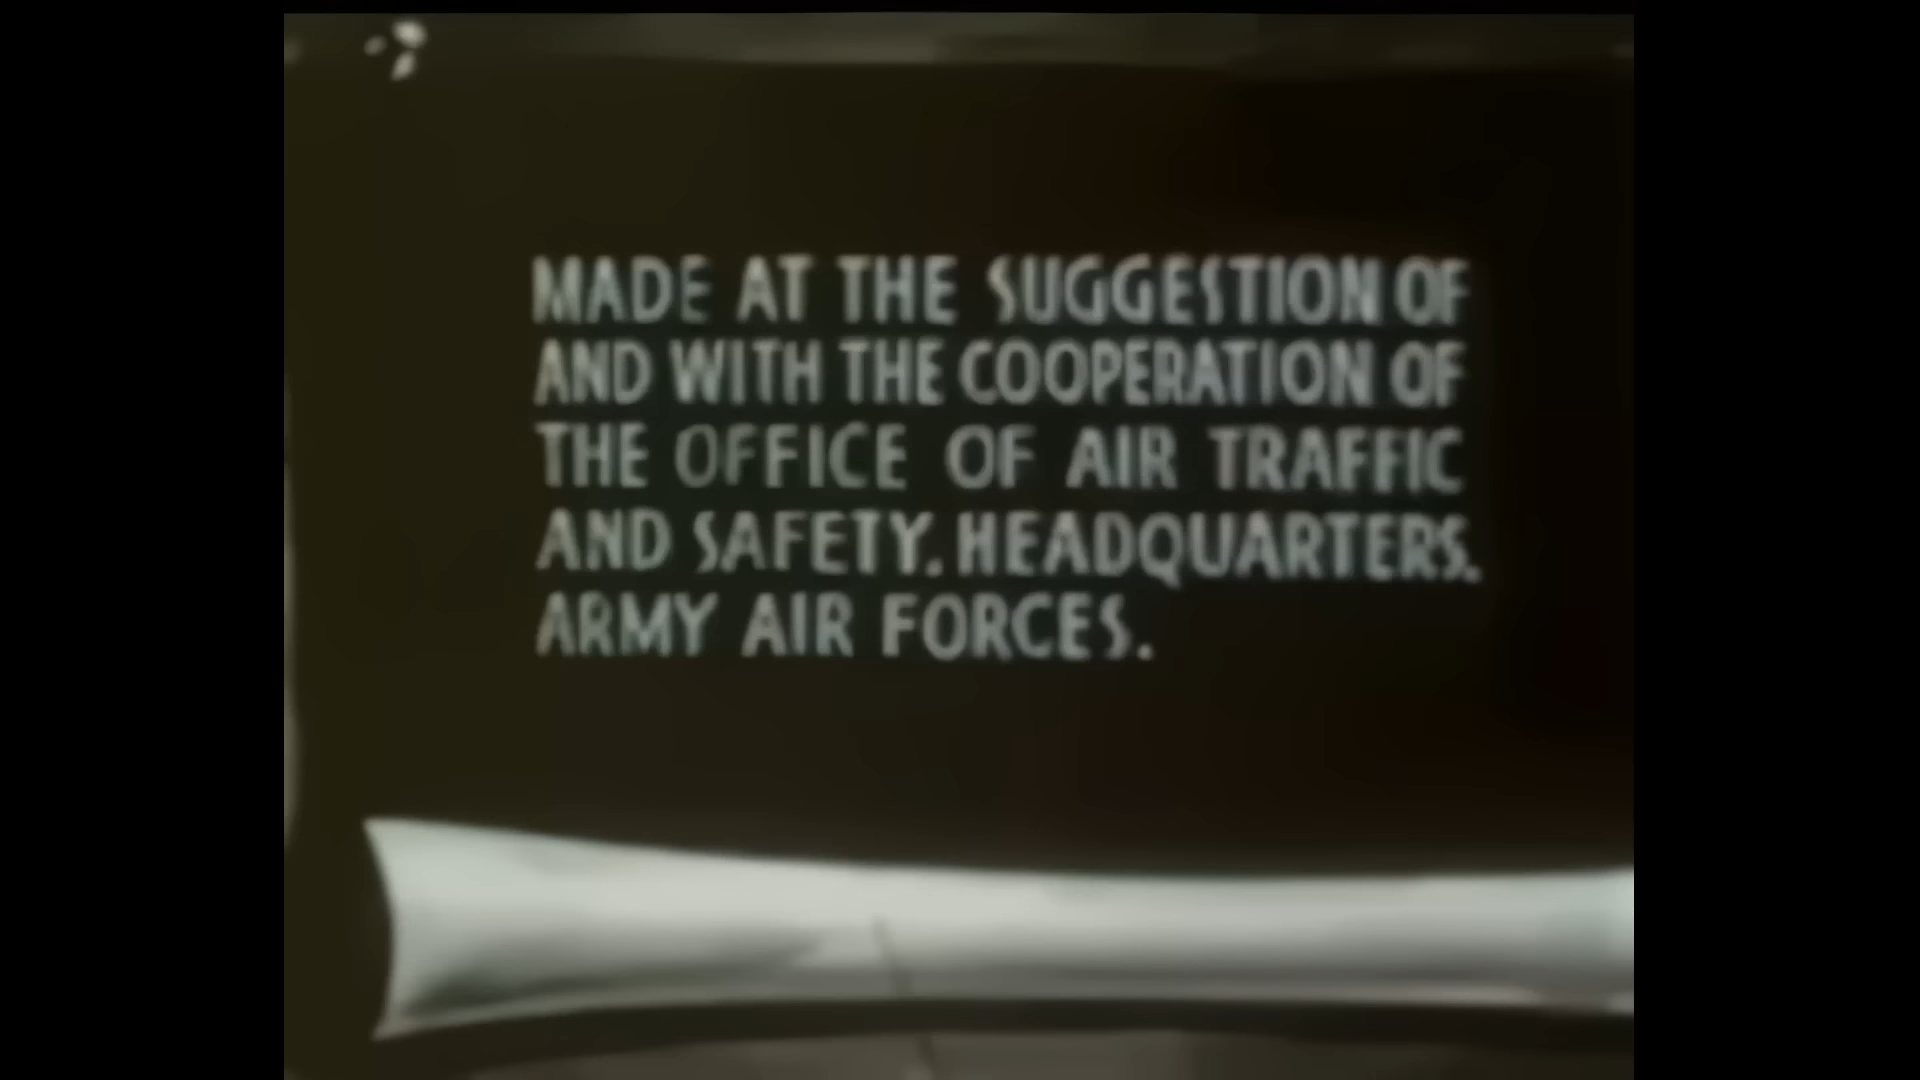 MADE AT THE SUGGESTION OF
AND WITH THE COOPERATION OF
THE OFFICE OF AIR TRAFFIC
AND SAFETY. HEADQUARTERS.
ARMY AIR FORCES.